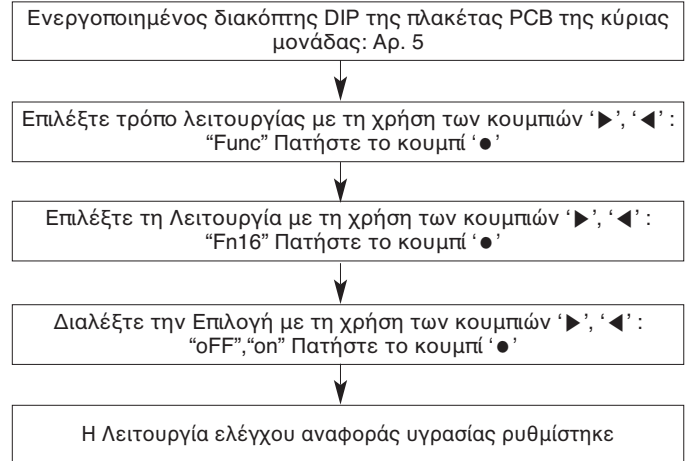 Ενεργοποιημένος διακόπτης DIP της πλακέτας PCB της κύριας
μονάδας: Αρ. 5
Επιλέξτε τρόπο λειτουργίας με τη χρήση των κουμπιών ‘▶’, ‘◀’ :
“Func” Πατήστε το κουμπί ‘●’
Επιλέξτε τη Λειτουργία με τη χρήση των κουμπιών ‘▶’, ‘◀’ :
“Fn16” Πατήστε το κουμπί ‘●’
Διαλέξτε την Επιλογή με τη χρήση των κουμπιών ‘▶’, ‘◀’ :
“oFF”,“on” Πατήστε το κουμπί ‘●’
Η Λειτουργία ελέγχου αναφοράς υγρασίας ρυθμίστηκε